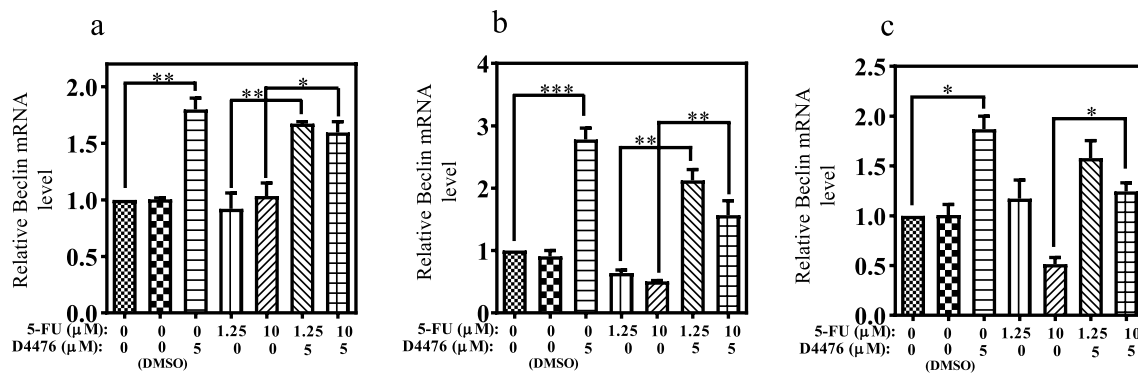 a
b
c
Relative Beclin mRNA
level
2.0
1.5
1.0
0.5
0.0
**
**
*
5-FU (µM): 0 0 0 1.25 10 1.25 10
D4476 (µM): 0 0 5 0 0 5 5
(DMSO)
Relative Beclin mRNA
level
4
3
2
1
0
***
**
**
5-FU (µM): 0 0 0 1.25 10 1.25 10
D4476 (µM): 0 0 5 0 0 5 5
(DMSO)
Relative Beclin mRNA
level
2.5
2.0
1.5
1.0
0.5
0.0
*
*
5-FU (µM): 0 0 0 1.25 10 1.25 10
D4476 (µM): 0 0 5 0 0 5 5
(DMSO)